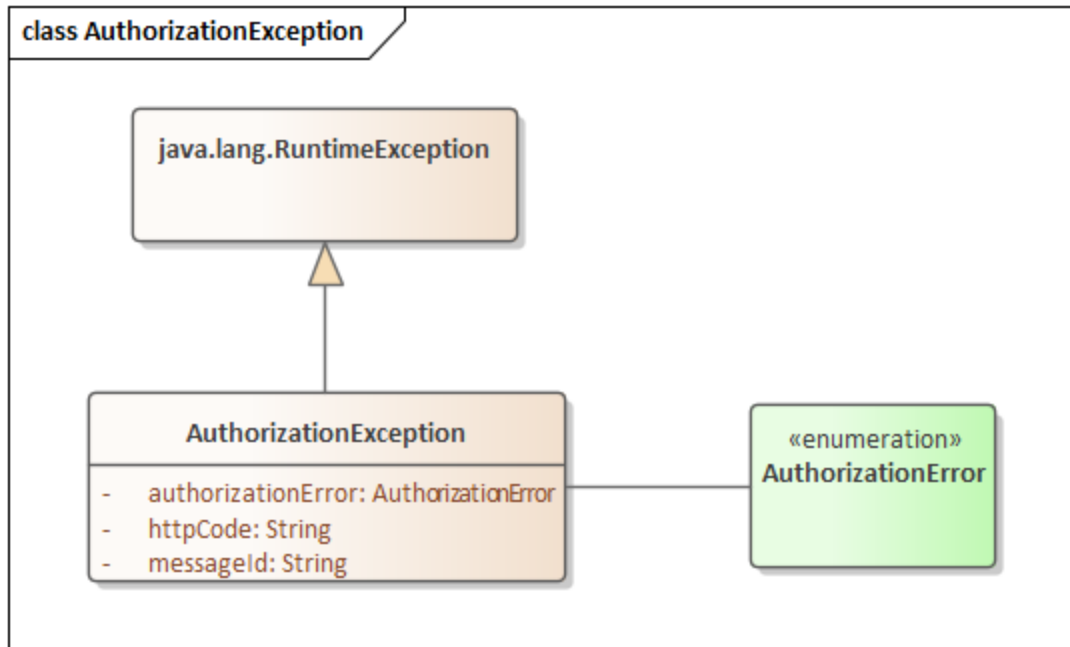 class AuthorizationException
java.lang.RuntimeException
AuthorizationException
- authorizationError: AuthorizationError
- httpCode: String
- messageId: String
«enumeration»
AuthorizationError